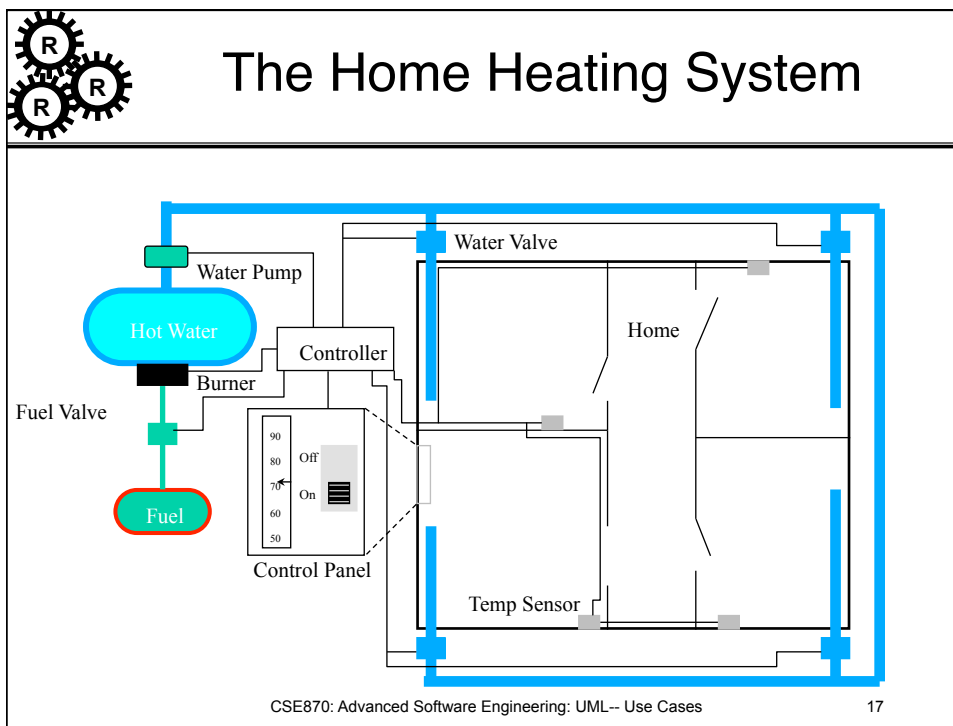 R
R
R
The Home Heating System
Water Valve
Water Pump
Hot Water
Home
Controller
Burner
Fuel Valve
90
80
70
60
50
Off
On
Fuel
Control Panel
Temp Sensor
CSE870: Advanced Software Engineering: UML-- Use Cases
17